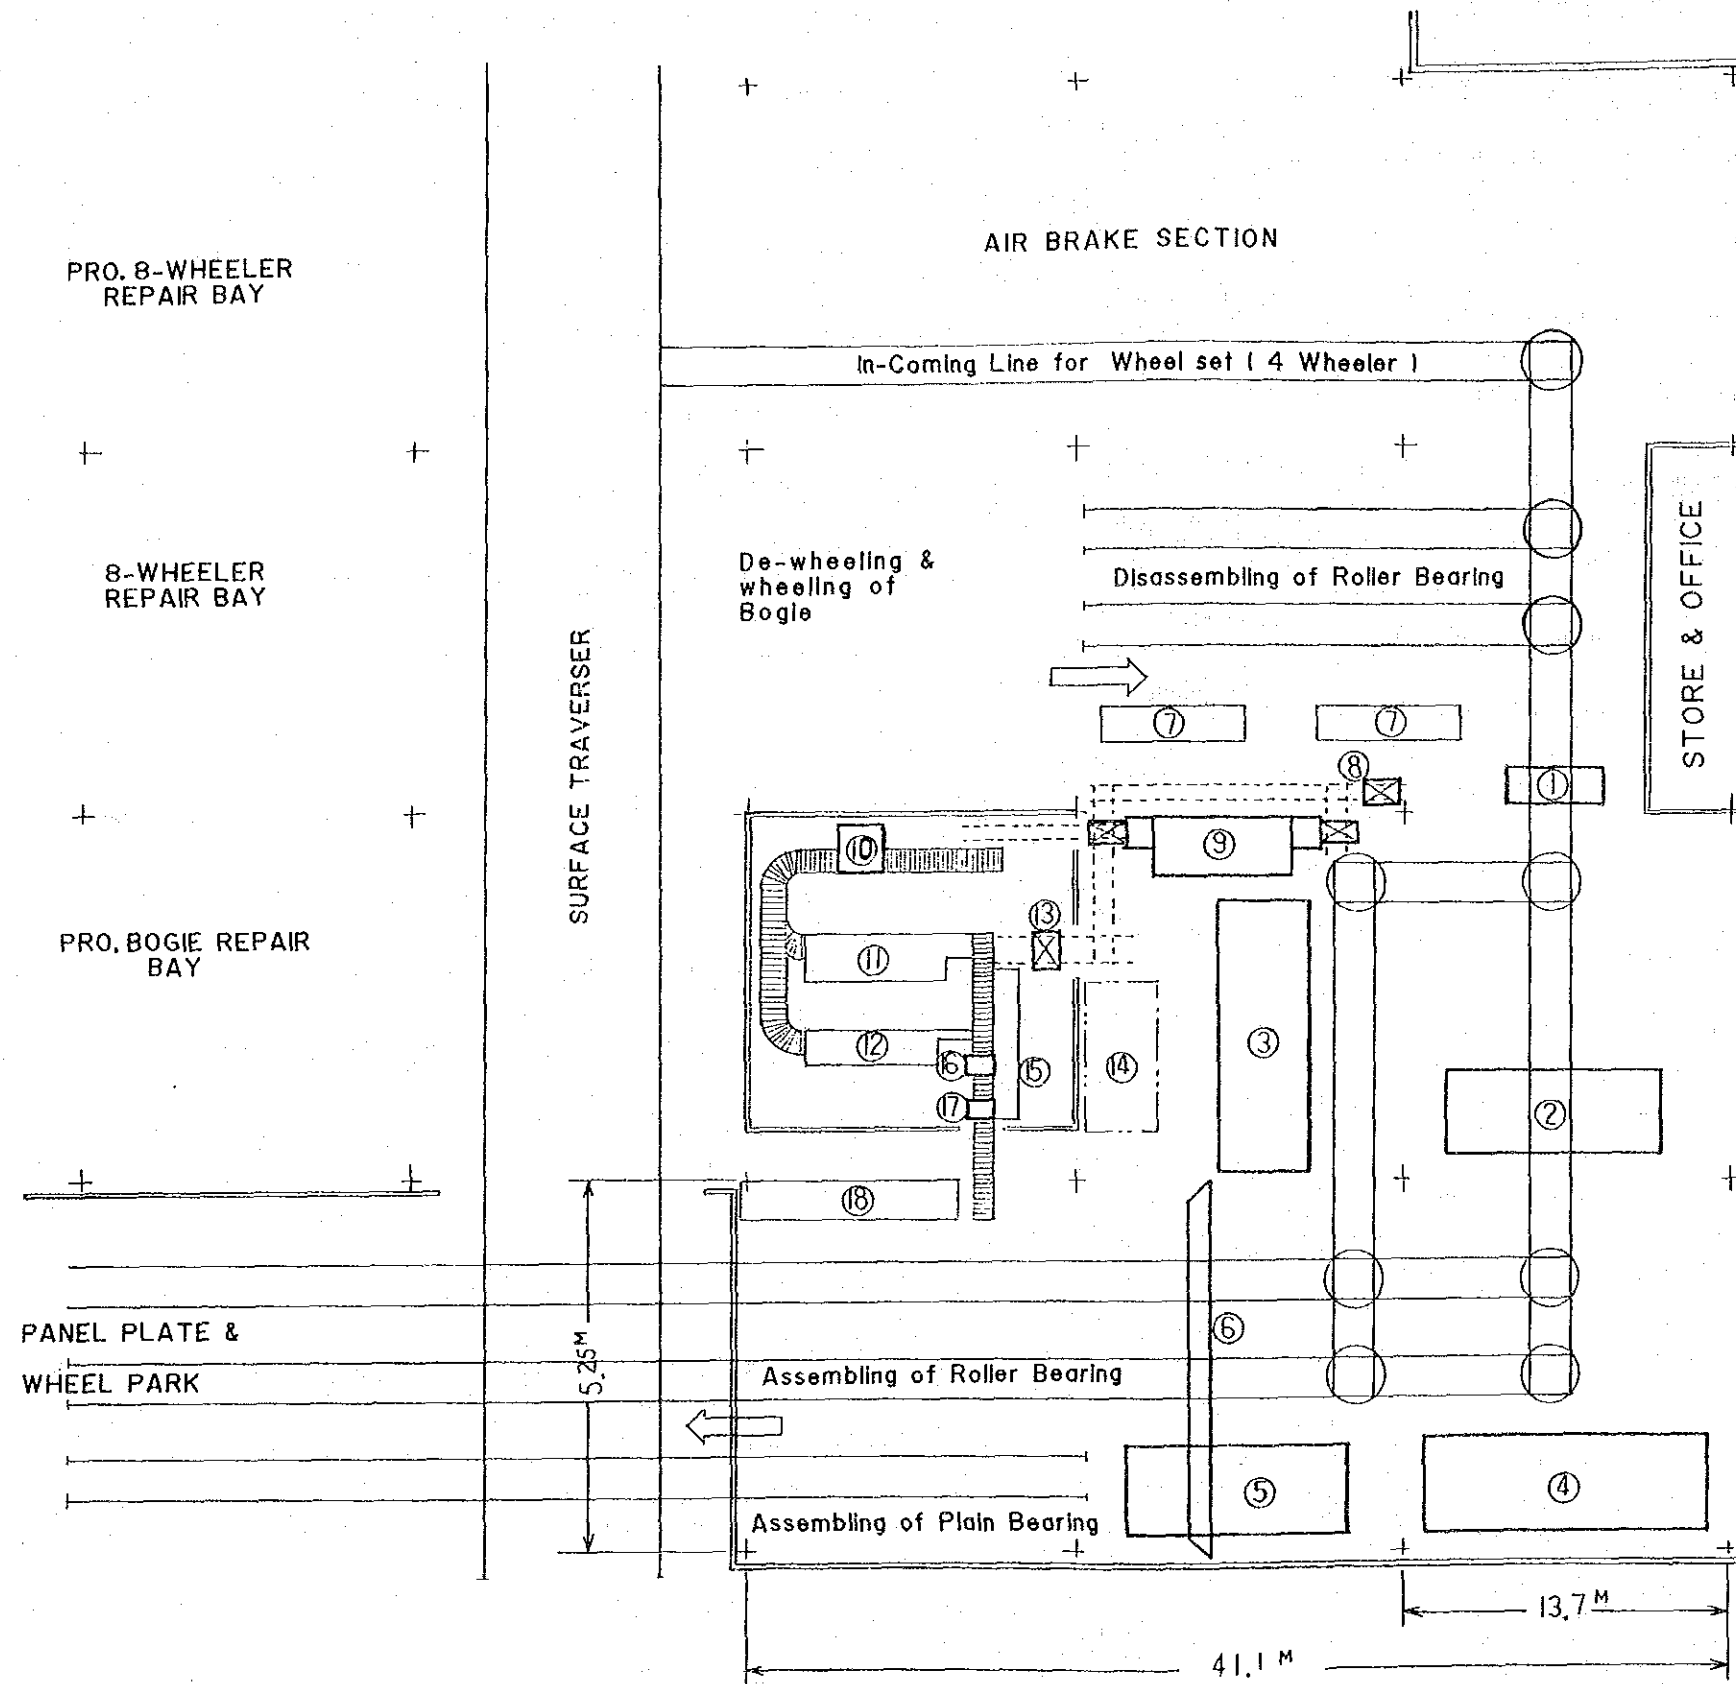 AIR BRAKE SECTION
PRO. 8-WHEELER
REPAIR BAY
In-Coming Line for Wheel set ( 4 Wheeler )
STORE & OFFICE
De-wheeling &
wheeling of
Bogie
8-WHEELER
REPAIR BAY
Disassembling of Roller Bearing
SURFACE TRAVERSER
7
7
8
1
10
9
13
PRO. BOGIE REPAIR
BAY
11
12
3
16
15
14
17
2
18
PANEL PLATE &
WHEEL PARK
5.25M
6
Assembling of Roller Bearing
5
4
Assembling of Plain Bearing
13.7 M
41.1 M